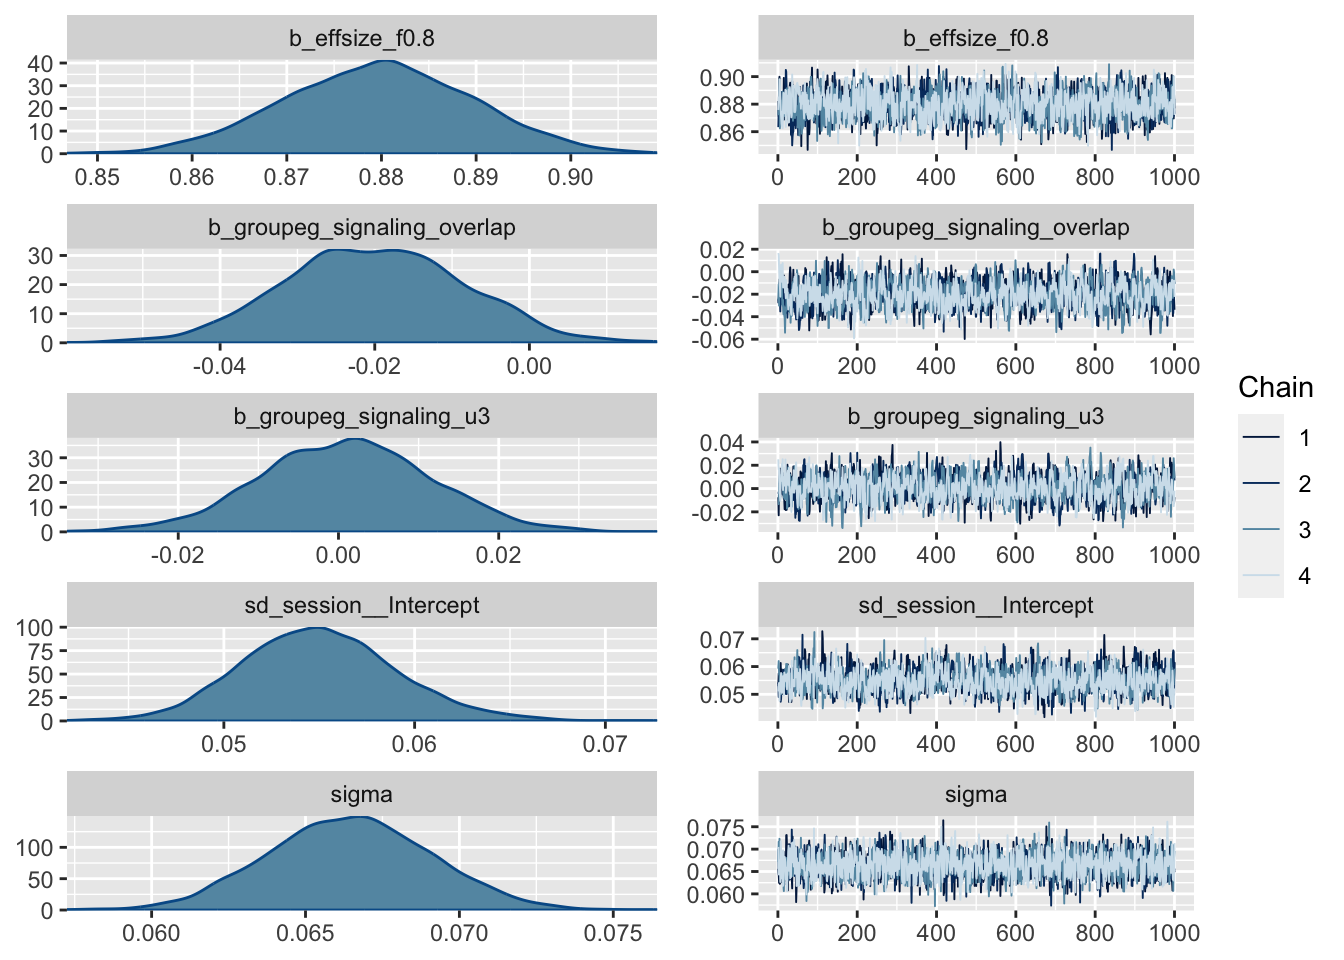 b_effsize_f0.8
40
30
20
10
0
0.85 0.86 0.87 0.88 0.89 0.90
b_effsize_f0.8
0.90
0.88
0.86
0 200 400 600 800 1000
b_groupeg_signaling_overlap
30
20
10
0
-0.04 -0.02 0.00
b_groupeg_signaling_overlap
0.02
0.00
-0.02
-0.04
-0.06
0 200 400 600 800 1000
b_groupeg_signaling_u3
30
20
10
0
-0.02 0.00 0.02
b_groupeg_signaling_u3
0.04
0.02
0.00
-0.02
0 200 400 600 800 1000
sd_session__Intercept
100
75
50
25
0
0.05 0.06 0.07
sd_session__Intercept
0.07
0.06
0.05
0 200 400 600 800 1000
sigma
100
50
0
0.060 0.065 0.070 0.075
sigma
0.075
0.070
0.065
0.060
0 200 400 600 800 1000
Chain
1
2
3
4